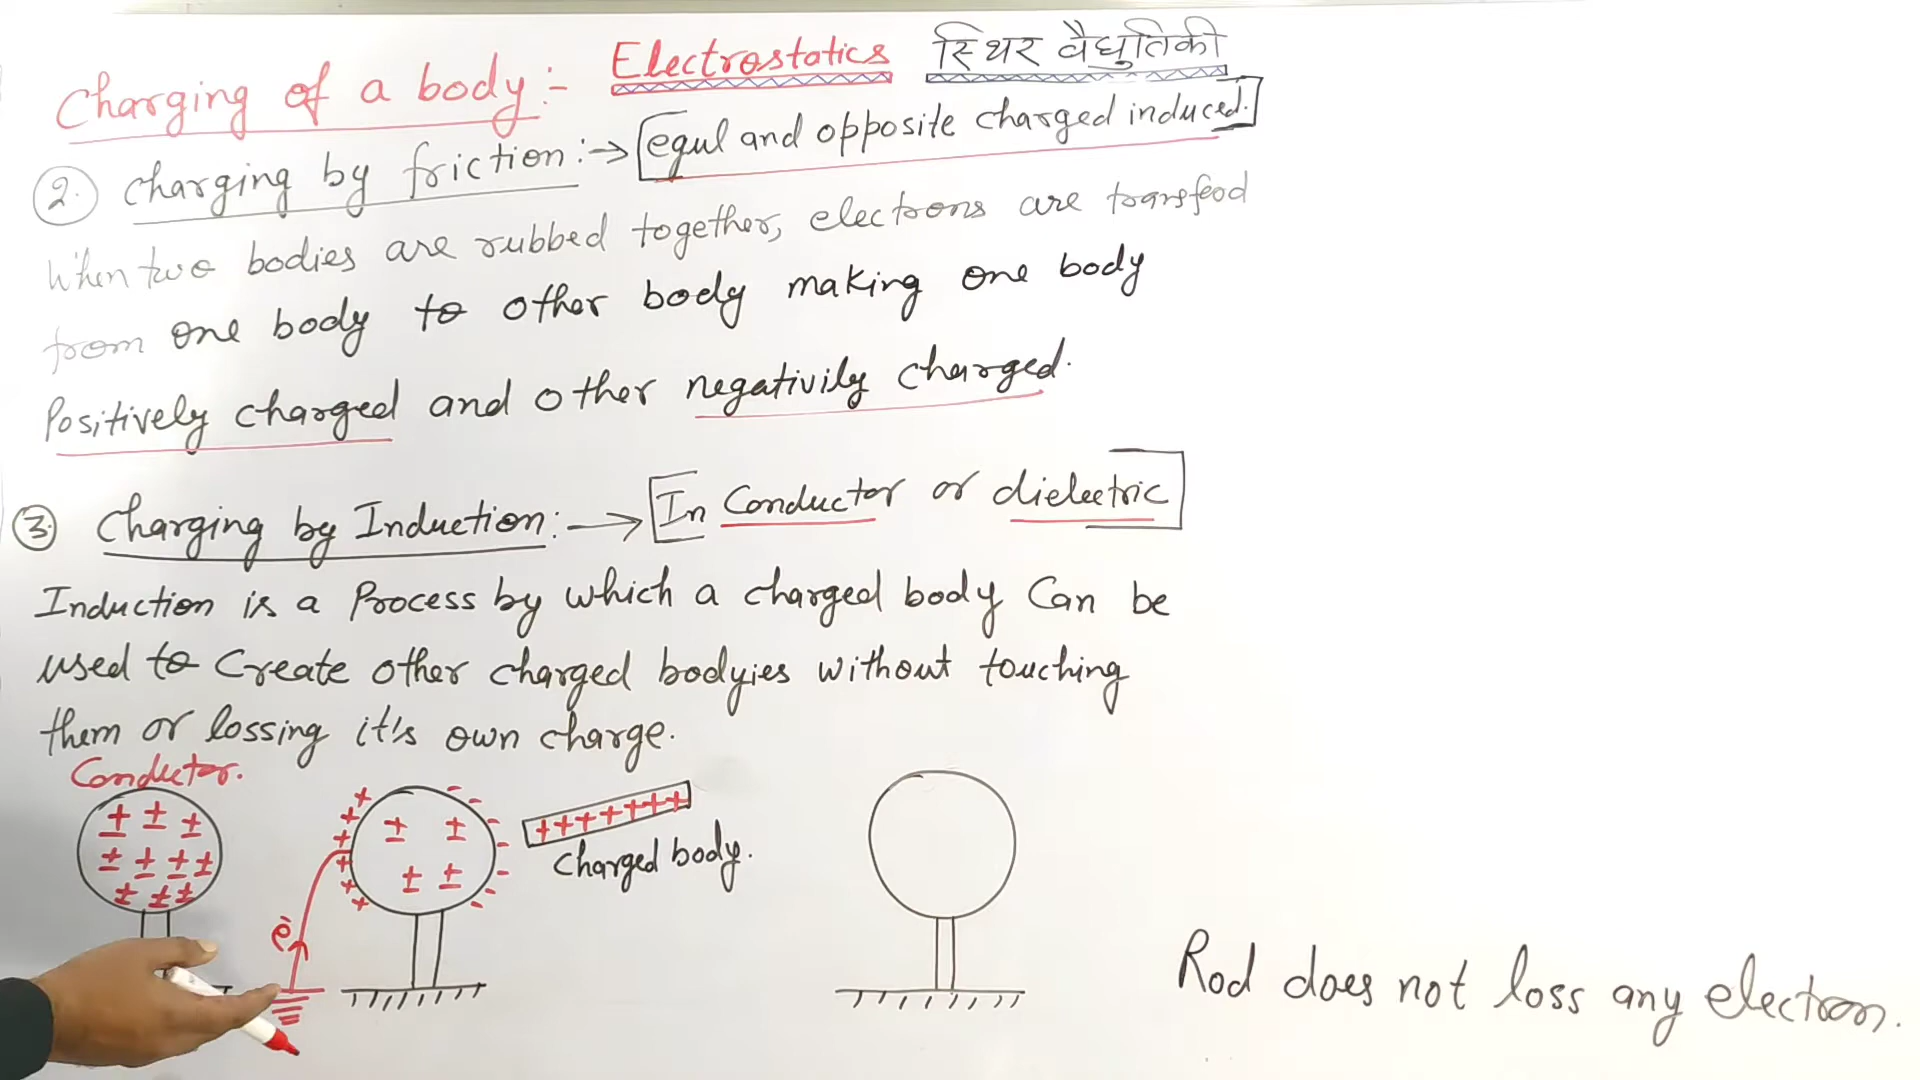 Charging of a body:- Electrostatics स्थिर वैधुतिकी
2. Charging by friction:→ [equl and opposite charged induced.]
When two bodies are rubbed together, electrons are transfeod
from one body to other body making one body
Positively charged and other negativily charged.
3. Charging by Induction:→ [In Conductor or dielectric]
Induction is a Process by which a charged body Can be
used to Create other charged bodyies without touching
them or lossing it's own charge.
Conductor.
+ + + + + + +
Charged body.
e-
Rod does not loss any electron.